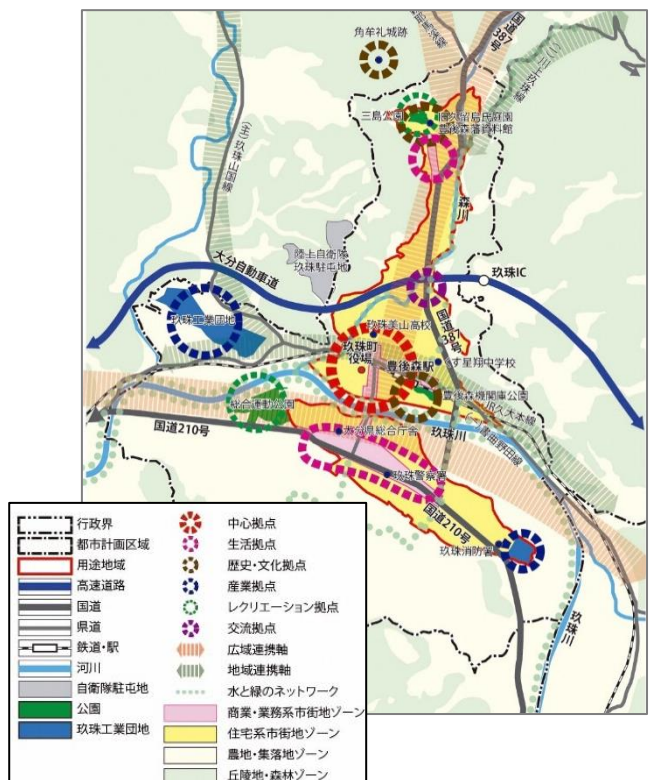 角牟礼城跡
国道
387号
三島公園
旧久留島氏庭園
豊後森藩資料館
(主)玖珠山国線
森川
陸上自衛隊
玖珠駐屯地
大分自動車道
玖珠IC
玖珠工業団地
玖珠美山高校
国道387号
玖珠町
役場
豊後森駅
くす星翔中学校
豊後森機関庫公園
JR久大本線
総合運動公園
国道210号
玖珠川
大分県総合庁舎
玖珠警察署
国道210号
玖珠消防署
玖珠川
行政界
都市計画区域
用途地域
高速道路
国道
県道
鉄道・駅
河川
自衛隊駐屯地
公園
玖珠工業団地
中心拠点
生活拠点
歴史・文化拠点
産業拠点
レクリエーション拠点
交流拠点
広域連携軸
地域連携軸
水と緑のネットワーク
商業・業務系市街地ゾーン
住宅系市街地ゾーン
農地・集落地ゾーン
丘陵地・森林ゾーン